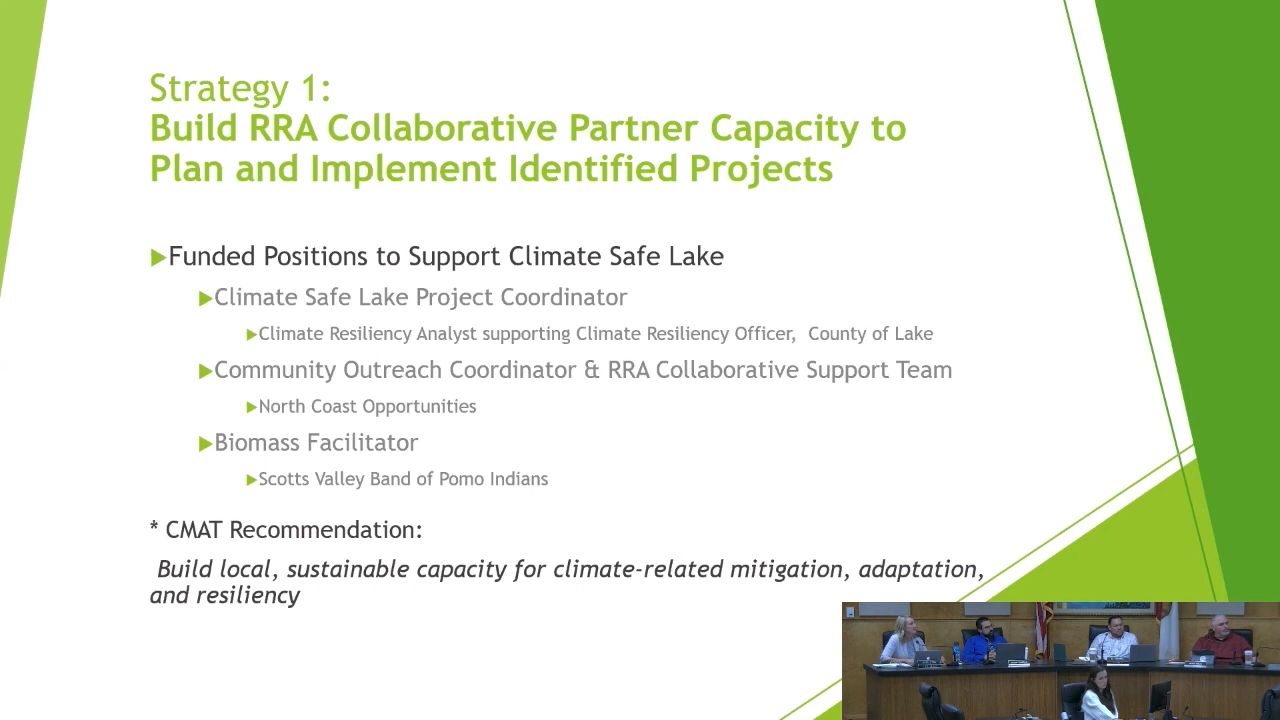 Strategy 1:
Build RRA Collaborative Partner Capacity to
Plan and Implement Identified Projects
Funded Positions to Support Climate Safe Lake
Climate Safe Lake Project Coordinator
Climate Resiliency Analyst supporting Climate Resiliency Officer, County of Lake
Community Outreach Coordinator & RRA Collaborative Support Team
North Coast Opportunities
Biomass Facilitator
Scotts Valley Band of Pomo Indians
* CMAT Recommendation:
Build local, sustainable capacity for climate-related mitigation, adaptation,
and resiliency